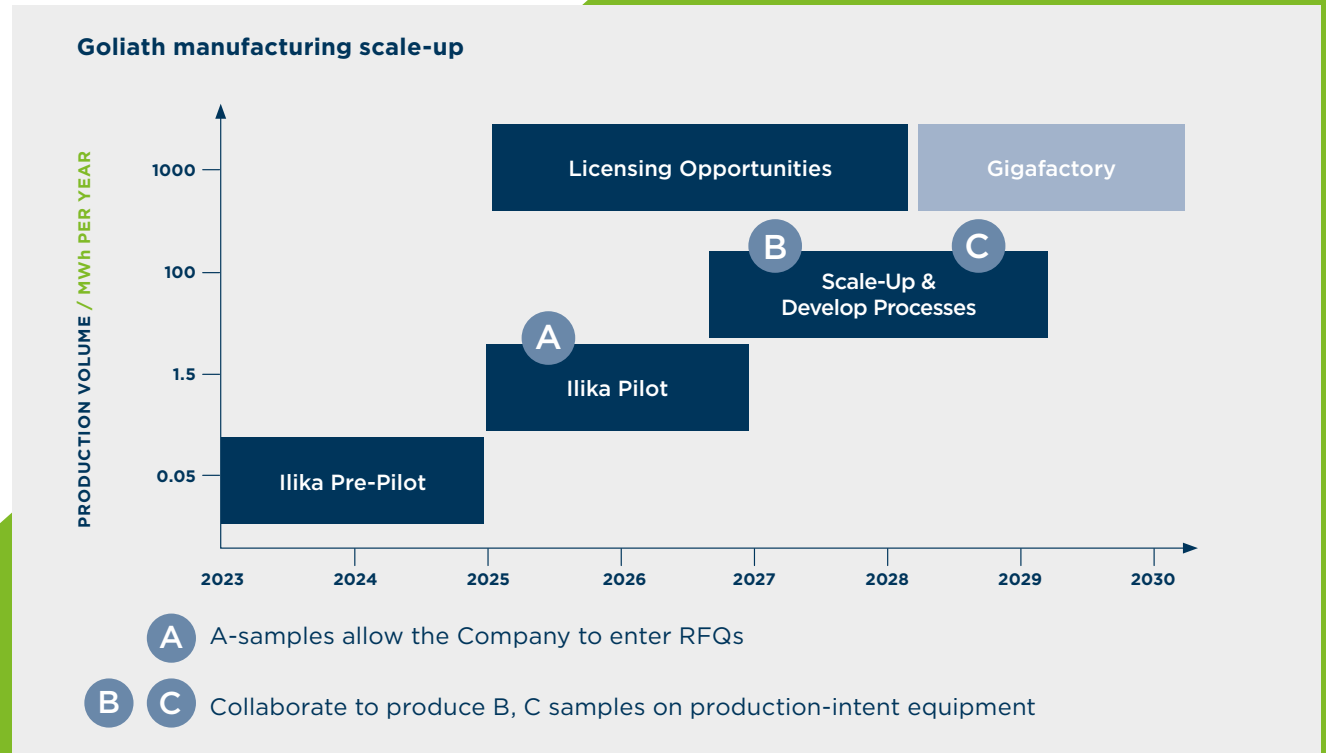 Goliath manufacturing scale-up
PRODUCTION VOLUME / MWh PER YEAR
1000
100
1.5
0.05
Licensing Opportunities
Gigafactory
B
C
Scale-Up &
Develop Processes
A
Ilika Pilot
Ilika Pre-Pilot
2023
2024
2025
2026
2027
2028
2029
2030
A A-samples allow the Company to enter RFQs
B C Collaborate to produce B, C samples on production-intent equipment